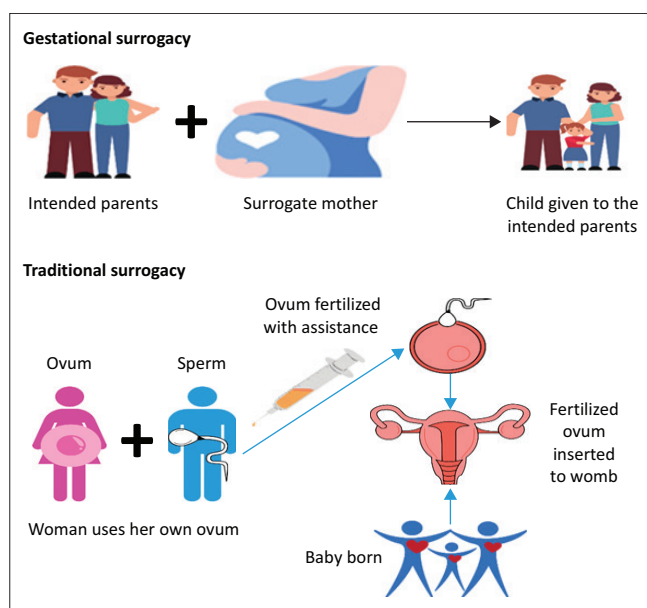 Gestational surrogacy
Intended parents
Surrogate mother
Child given to the
intended parents
Traditional surrogacy
Ovum fertilized
with assistance
Ovum
Sperm
Fertilized
ovum
inserted
to womb
Woman uses her own ovum
Baby born